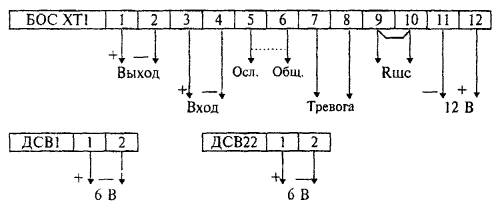 БОС XT1 1 2 3 4 5 6 7 8 9 10 11 12
+ — Выход
+ — Вход
Осл. Общ.
Тревога
Rшс
— + 12 В
ДСВ1 1 2
+ — 6 В
ДСВ22 1 2
+ — 6 В